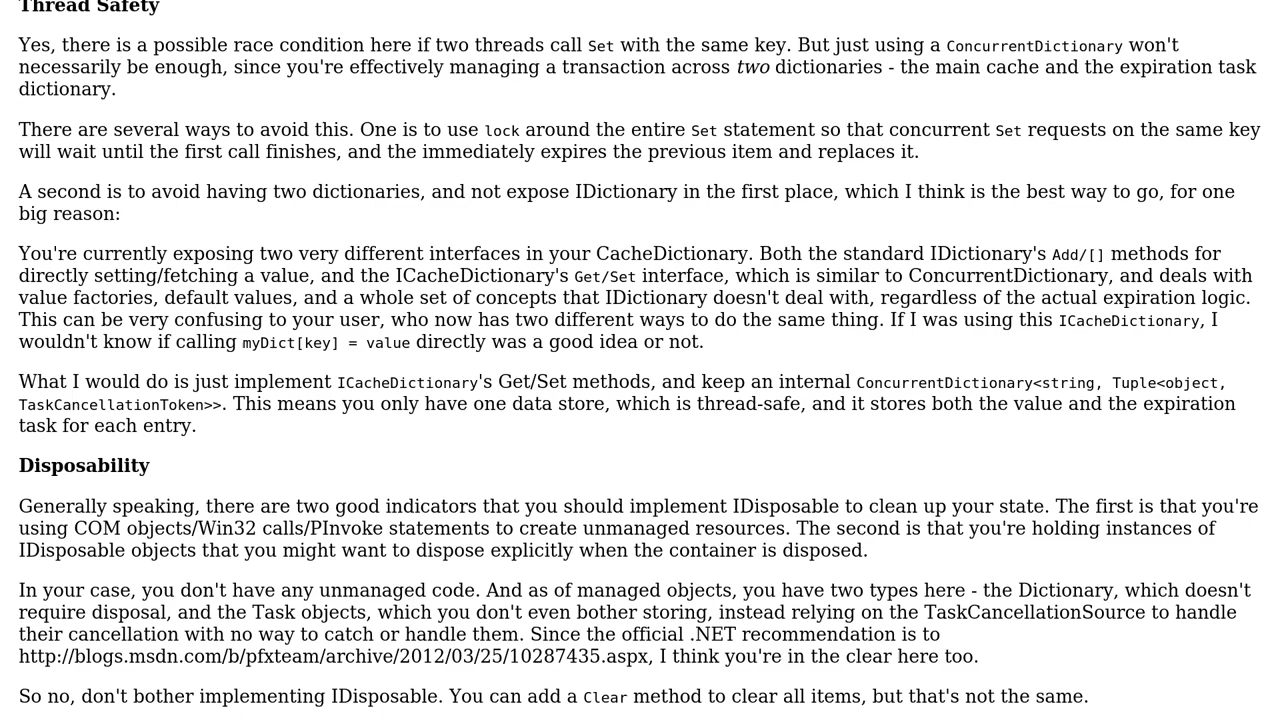 Thread Safety
Yes, there is a possible race condition here if two threads call Set with the same key. But just using a ConcurrentDictionary won't
necessarily be enough, since you're effectively managing a transaction across two dictionaries - the main cache and the expiration task
dictionary.
There are several ways to avoid this. One is to use lock around the entire Set statement so that concurrent Set requests on the same key
will wait until the first call finishes, and the immediately expires the previous item and replaces it.
A second is to avoid having two dictionaries, and not expose IDictionary in the first place, which I think is the best way to go, for one
big reason:
You're currently exposing two very different interfaces in your CacheDictionary. Both the standard IDictionary's Add/[] methods for
directly setting/fetching a value, and the ICacheDictionary's Get/Set interface, which is similar to ConcurrentDictionary, and deals with
value factories, default values, and a whole set of concepts that IDictionary doesn't deal with, regardless of the actual expiration logic.
This can be very confusing to your user, who now has two different ways to do the same thing. If I was using this ICacheDictionary, I
wouldn't know if calling myDict[key] = value directly was a good idea or not.
What I would do is just implement ICacheDictionary's Get/Set methods, and keep an internal ConcurrentDictionary<string, Tuple<object,
TaskCancellationToken>>. This means you only have one data store, which is thread-safe, and it stores both the value and the expiration
task for each entry.
Disposability
Generally speaking, there are two good indicators that you should implement IDisposable to clean up your state. The first is that you're
using COM objects/Win32 calls/PInvoke statements to create unmanaged resources. The second is that you're holding instances of
IDisposable objects that you might want to dispose explicitly when the container is disposed.
In your case, you don't have any unmanaged code. And as of managed objects, you have two types here - the Dictionary, which doesn't
require disposal, and the Task objects, which you don't even bother storing, instead relying on the TaskCancellationSource to handle
their cancellation with no way to catch or handle them. Since the official .NET recommendation is to
http://blogs.msdn.com/b/pfxteam/archive/2012/03/25/10287435.aspx, I think you're in the clear here too.
So no, don't bother implementing IDisposable. You can add a Clear method to clear all items, but that's not the same.